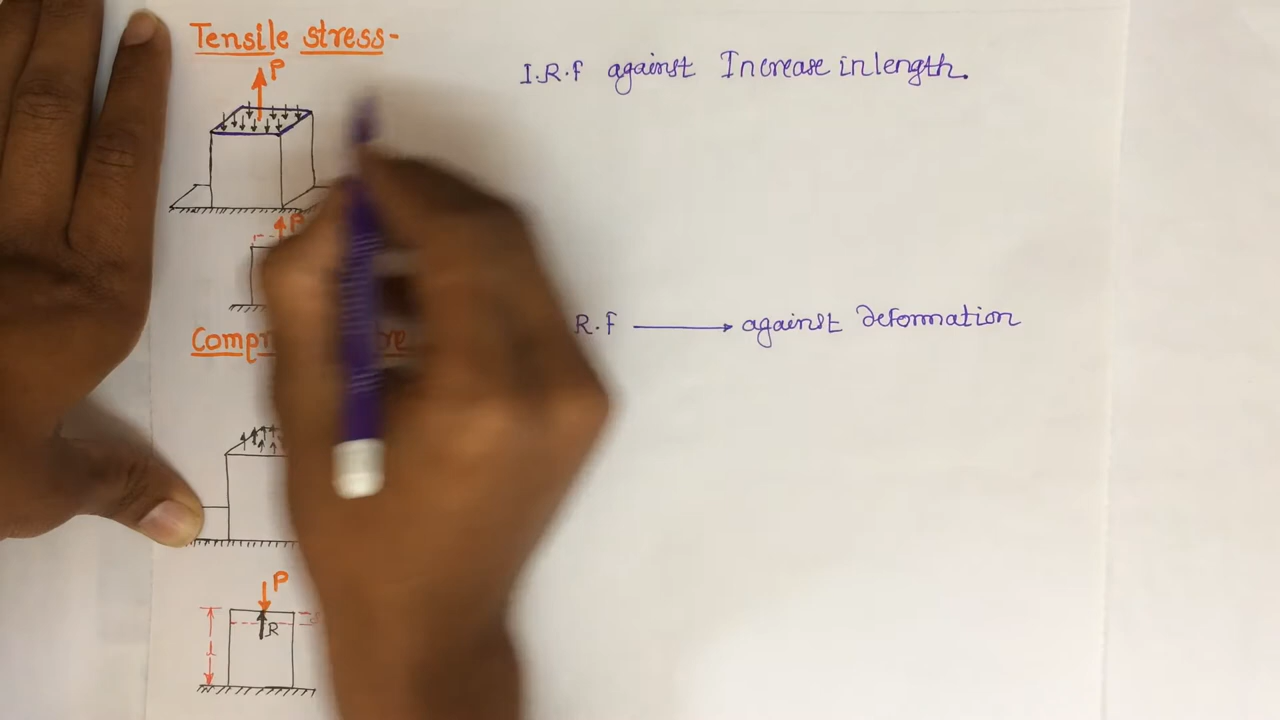 Tensile stress-
P
I.R.f against Increase in length.
P
R.f → against deformation
P
R